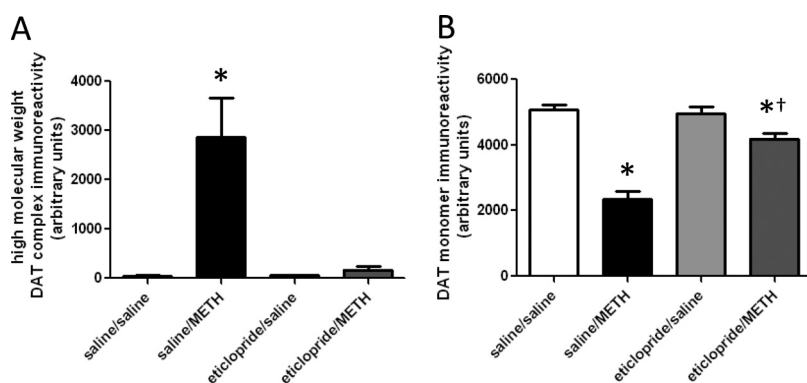 A
high molecular weight
DAT complex immunoreactivity
(arbitrary units)
4000
3000
2000
1000
0
*
saline/saline
saline/METH
eticlopride/saline
eticlopride/METH
B
DAT monomer immunoreactivity
(arbitrary units)
6000
4000
2000
0
*
*†
saline/saline
saline/METH
eticlopride/saline
eticlopride/METH